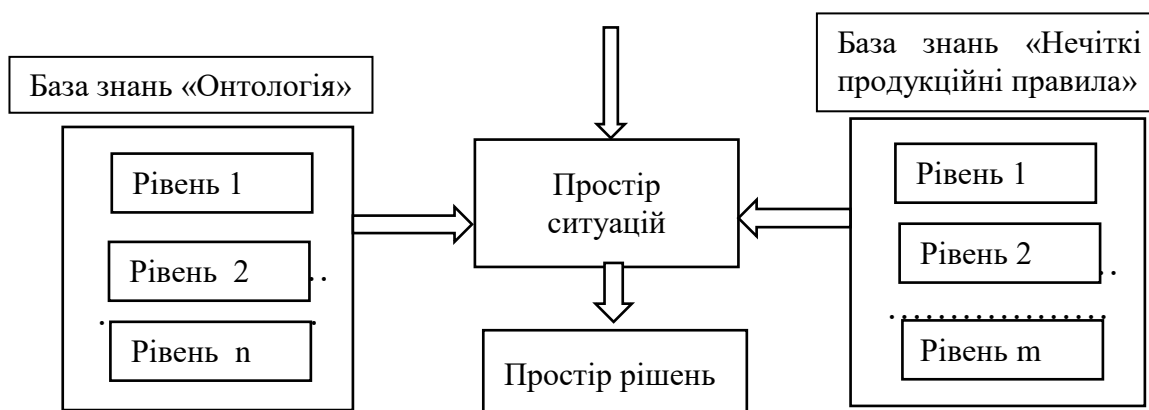 База знань «Онтологія»
Рівень 1
Рівень 2
Рівень n
Простір
ситуацій
Простір рішень
База знань «Нечіткі
продукційні правила»
Рівень 1
Рівень 2
Рівень m